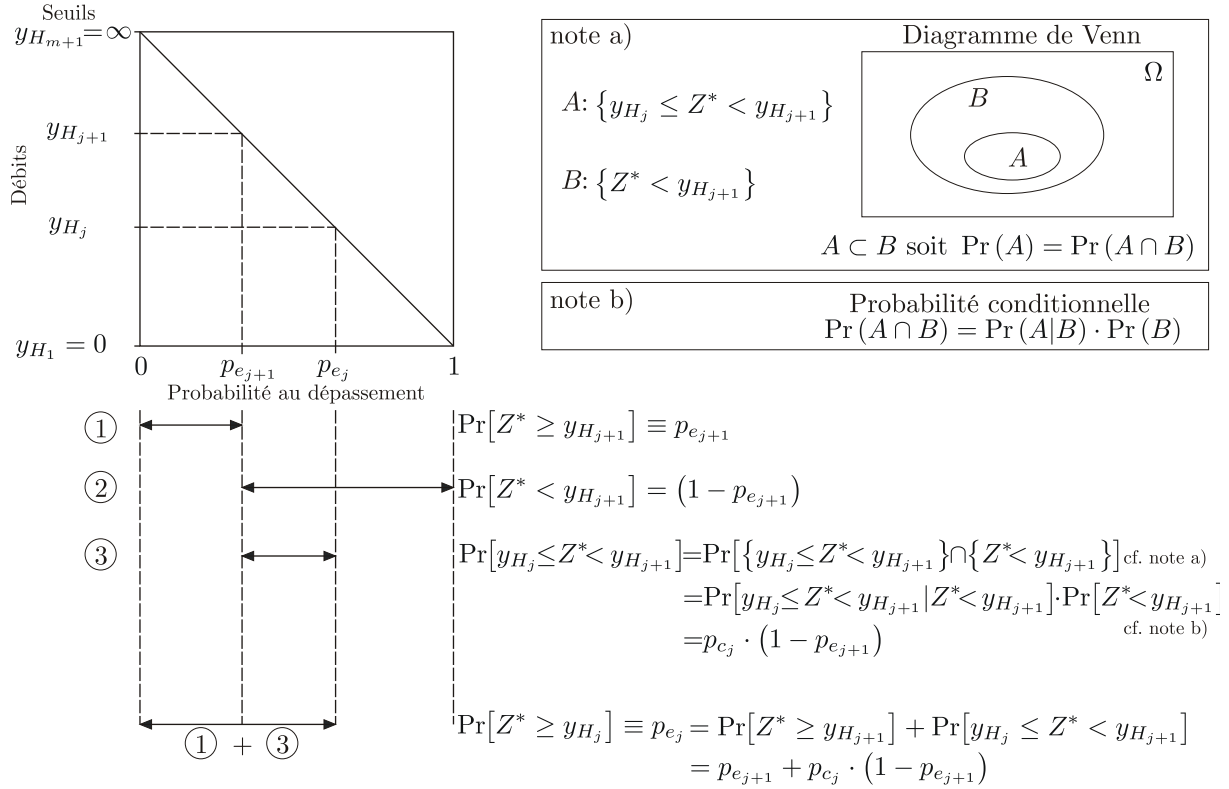 Seuils
y_{H_{m+1}} = ∞
y_{H_{j+1}}
Débits
y_{H_j}
y_{H_1} = 0
0 p_{e_{j+1}} p_{e_j} 1
Probabilité au dépassement
note a)
Diagramme de Venn
Ω
A: {y_{H_j} ≤ Z* < y_{H_{j+1}}}
B
A
B: {Z* < y_{H_{j+1}}}
A ⊂ B soit Pr (A) = Pr (A ∩ B)
note b)
Probabilité conditionnelle
Pr (A ∩ B) = Pr (A|B) · Pr (B)
① Pr[Z* ≥ y_{H_{j+1}}] ≡ p_{e_{j+1}}
② Pr[Z* < y_{H_{j+1}}] = (1 − p_{e_{j+1}})
③ Pr[y_{H_j} ≤ Z* < y_{H_{j+1}}] = Pr[{y_{H_j} ≤ Z* < y_{H_{j+1}}} ∩ {Z* < y_{H_{j+1}}}] cf. note a)
= Pr[y_{H_j} ≤ Z* < y_{H_{j+1}} | Z* < y_{H_{j+1}}] · Pr[Z* < y_{H_{j+1}}]
cf. note b)
= p_{c_j} · (1 − p_{e_{j+1}})
Pr[Z* ≥ y_{H_j}] ≡ p_{e_j} = Pr[Z* ≥ y_{H_{j+1}}] + Pr[y_{H_j} ≤ Z* < y_{H_{j+1}}]
① + ③
= p_{e_{j+1}} + p_{c_j} · (1 − p_{e_{j+1}})